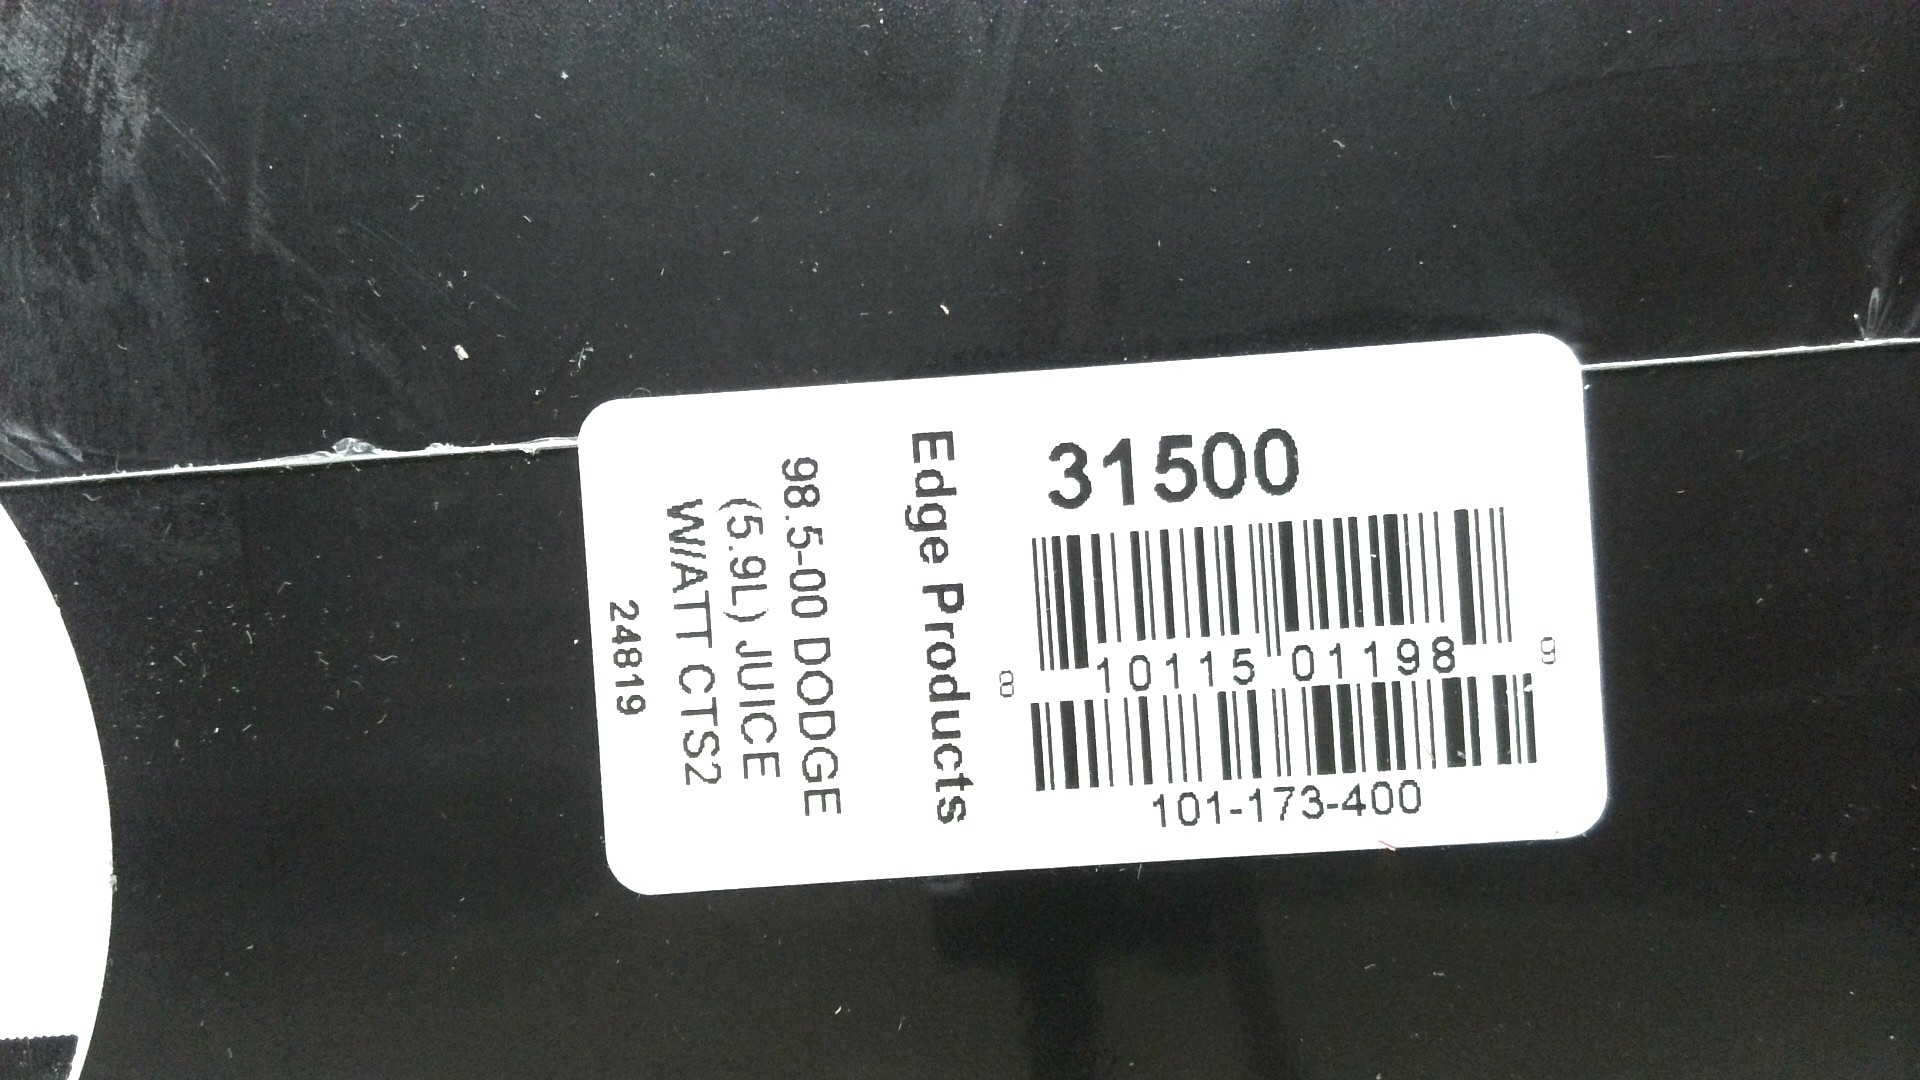 31500
8 10115 01198 9
101-173-400
Edge Products
98.5-00 DODGE
(5.9L) JUICE
W/ATT CTS2
24819